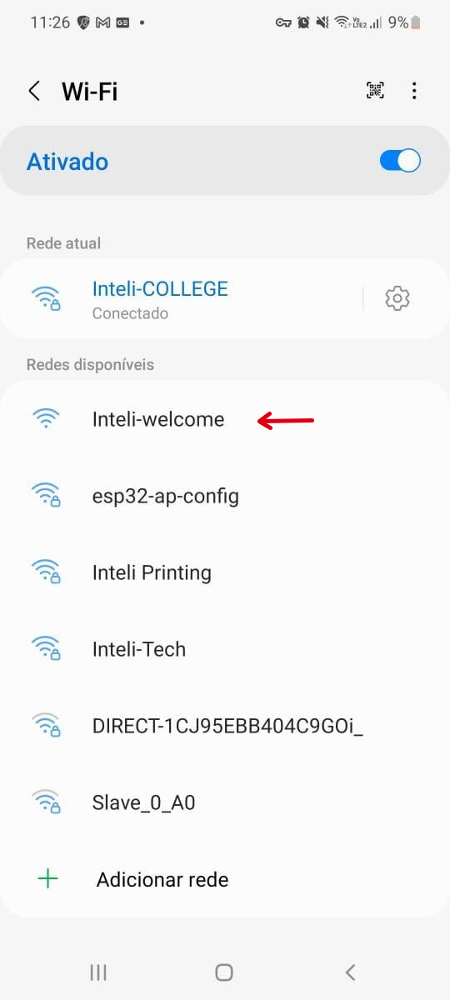 11:26
Vo
LTE2
9%
Wi-Fi
Ativado
Rede atual
Inteli-COLLEGE
Conectado
Redes disponíveis
Inteli-welcome
esp32-ap-config
Inteli Printing
Inteli-Tech
DIRECT-1CJ95EBB404C9GOi_
Slave_0_A0
Adicionar rede